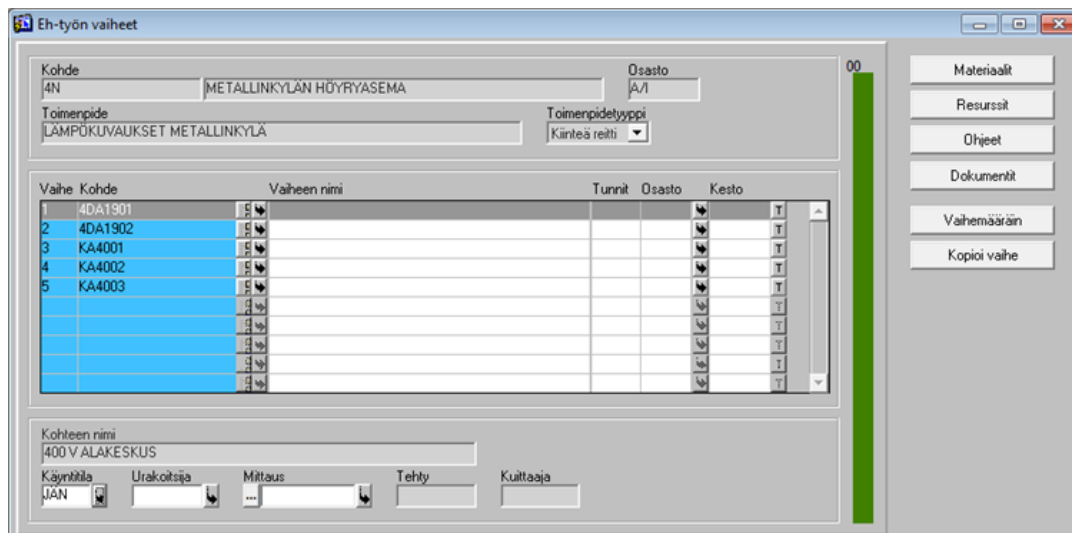 Eh-työn vaiheet
Kohde Osasto 00
4N METALLINKYLÄN HÖYRYASEMA A/I
Toimenpide Toimenpidetyyppi
LÄMPÖKUVAUKSET METALLINKYLÄ Kiinteä reitti
Vaihe Kohde Vaiheen nimi Tunnit Osasto Kesto
1 4DA1901 T
2 4DA1902 T
3 KA4001 T
4 KA4002 T
5 KA4003 T
T
T
T
T
T
Kohteen nimi
400 V ALAKESKUS
Käyntitila Urakoitsija Mittaus Tehty Kuittaaja
JÄN ...
Materiaalit
Resurssit
Ohjeet
Dokumentit
Vaihemääräin
Kopioi vaihe